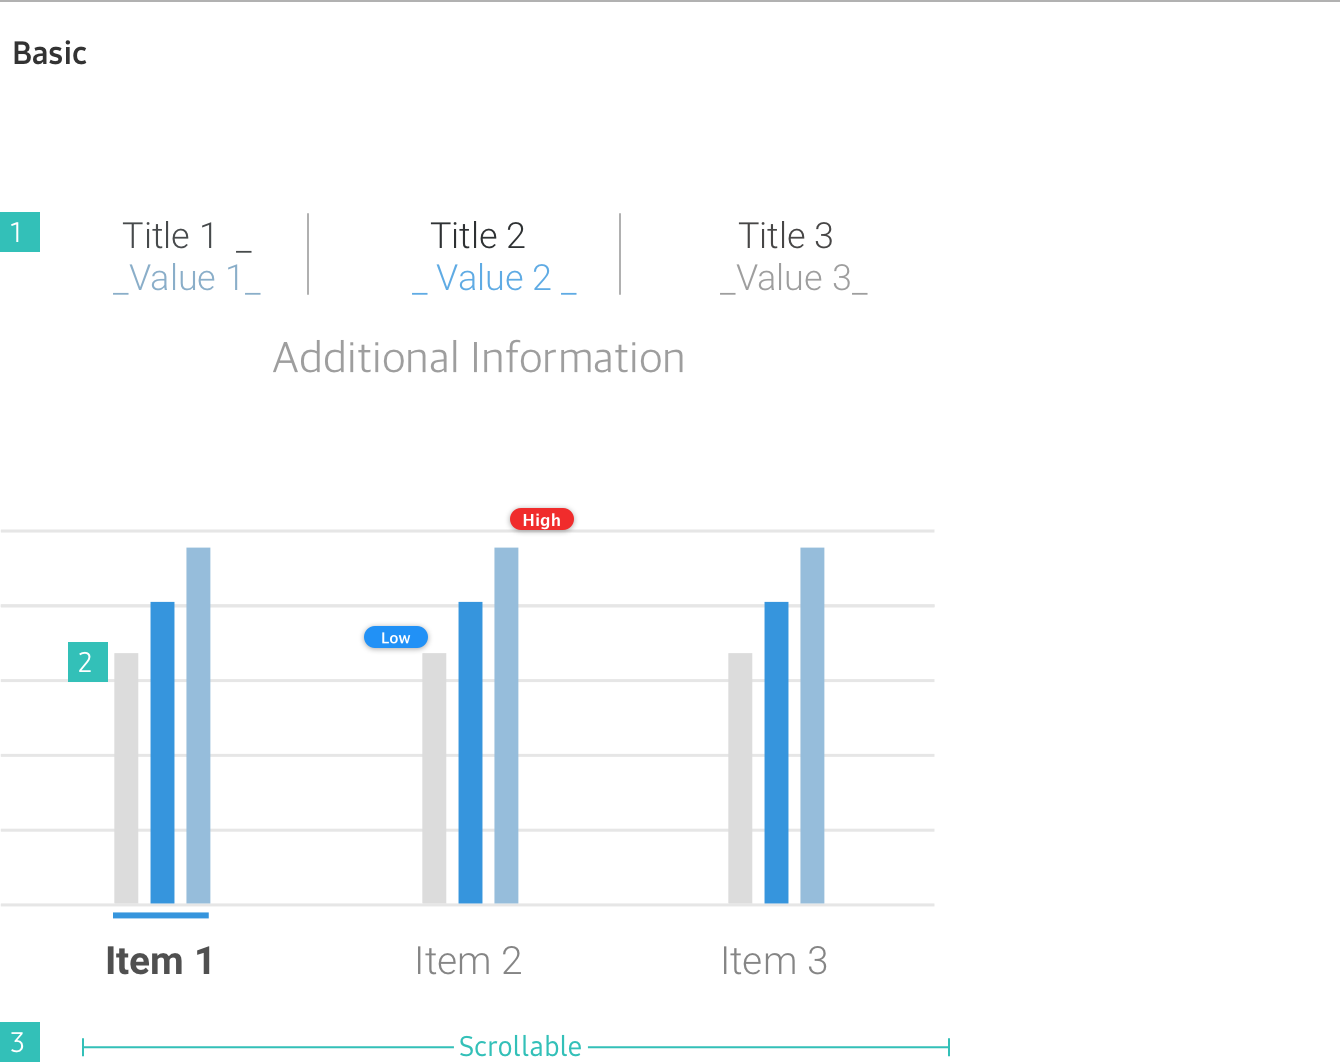 Basic
1
Title 1 _
Title 2
Title 3
_Value 1_
_ Value 2 _
_Value 3_
Additional Information
High
Low
2
Item 1
Item 2
Item 3
3
Scrollable